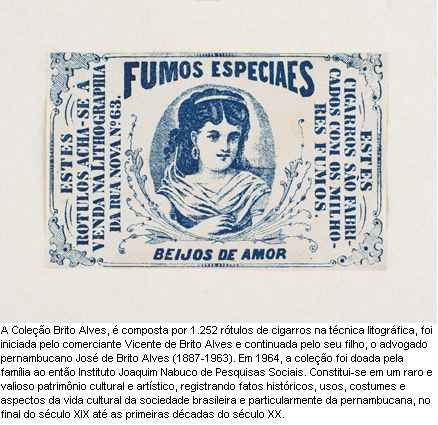 FUMOS ESPECIAES
ESTES
ROTULOS ACHA-SE Á
VENDA NA LITHOGRAPHIA
DA RUA NOVA Nº 63.
ESTES
CIGARROS SÃO FABRI-
CADOS COM OS MILHO-
RES FUMOS.
BEIJOS DE AMOR
A Coleção Brito Alves, é composta por 1.252 rótulos de cigarros na técnica litográfica, foi
iniciada pelo comerciante Vicente de Brito Alves e continuada pelo seu filho, o advogado
pernambucano José de Brito Alves (1887-1963). Em 1964, a coleção foi doada pela
família ao então Instituto Joaquim Nabuco de Pesquisas Sociais. Constitui-se em um raro e
valioso patrimônio cultural e artístico, registrando fatos históricos, usos, costumes e
aspectos da vida cultural da sociedade brasileira e particularmente da pernambucana, no
final do século XIX até as primeiras décadas do século XX.